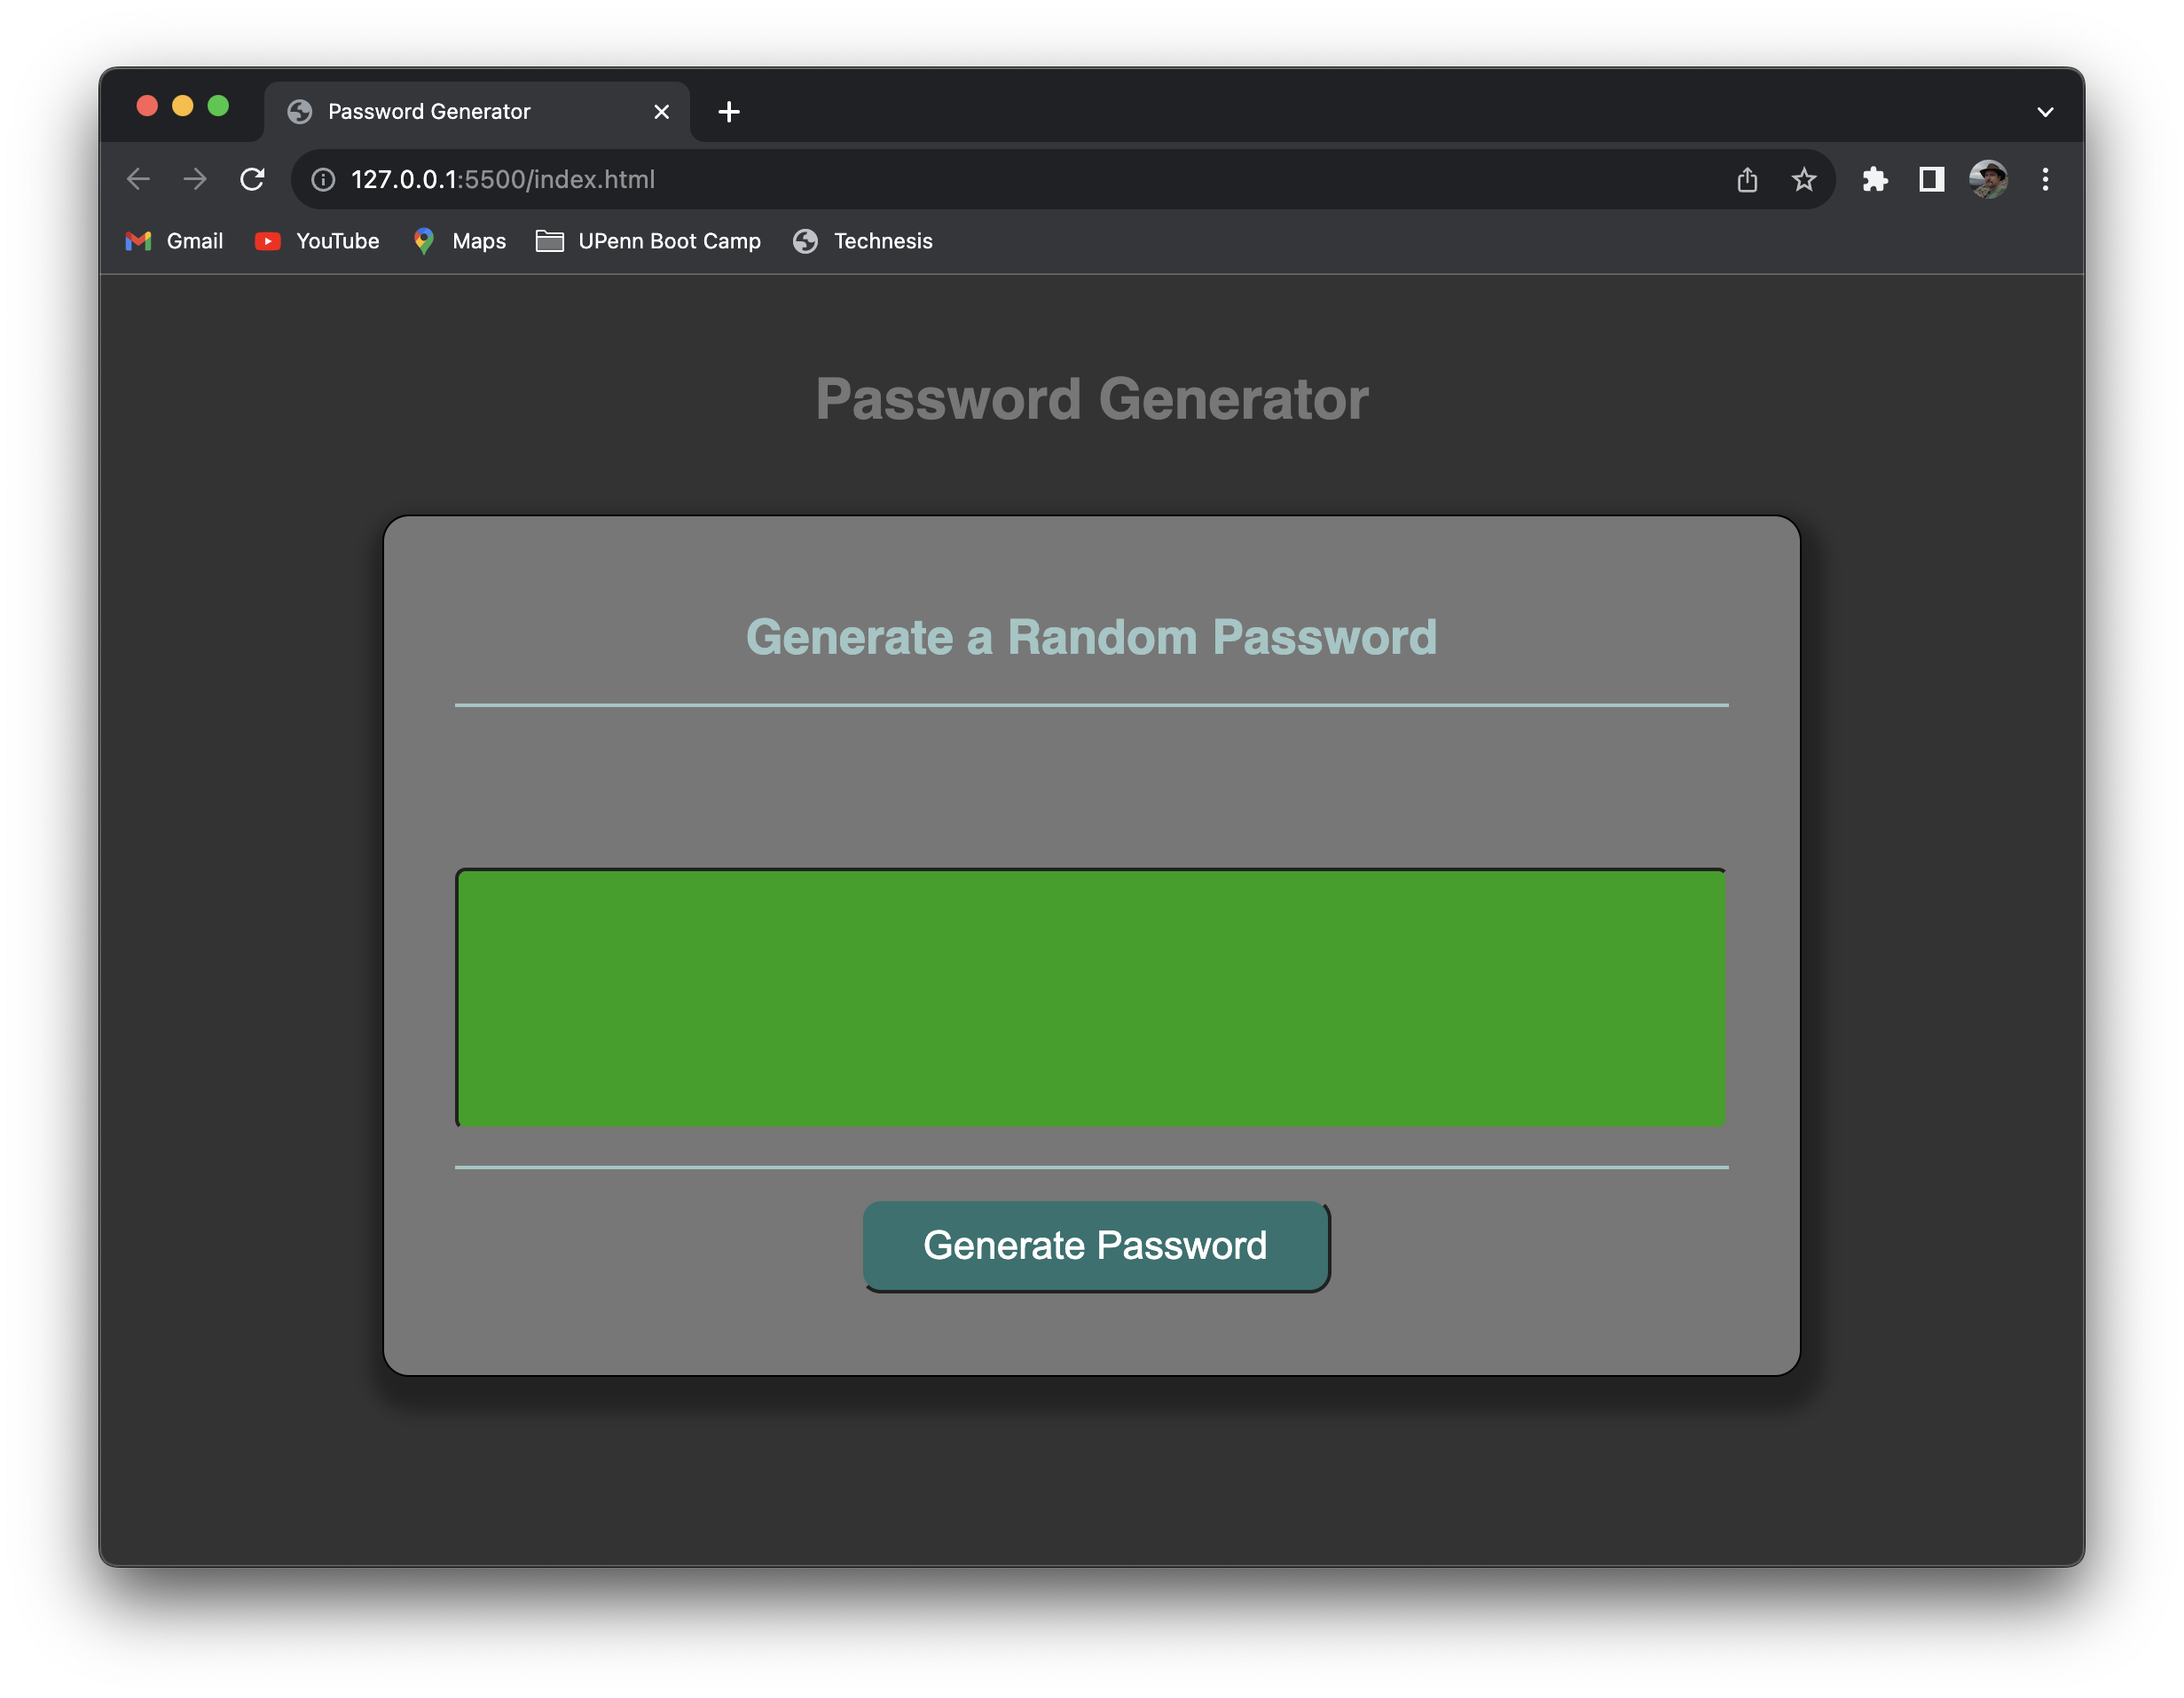 Password Generator
127.0.0.1:5500/index.html
Gmail YouTube Maps UPenn Boot Camp Technesis
Password Generator
Generate a Random Password
Generate Password